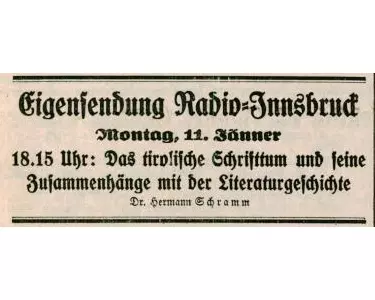 Eigensendung Radio-Innsbruck
Montag, 11. Jänner
18.15 Uhr: Das tirolische Schrifttum und seine
Zusammenhänge mit der Literaturgeschichte
Dr. Hermann Schramm